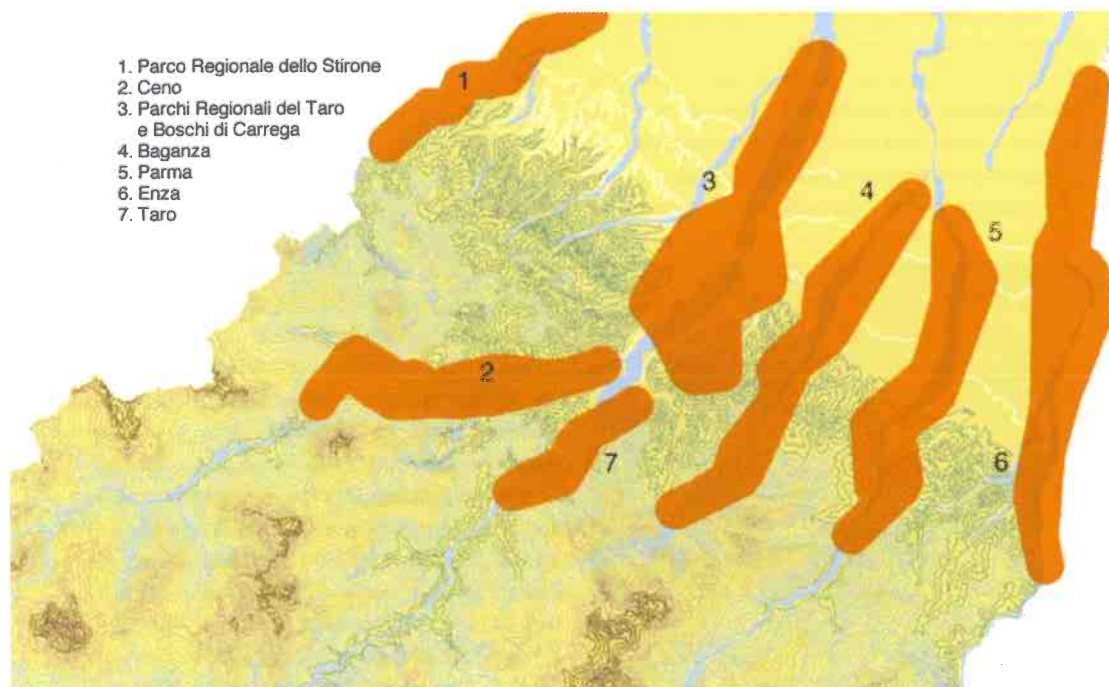 1. Parco Regionale dello Stirone
2. Ceno
3. Parchi Regionali del Taro
e Boschi di Carrega
4. Baganza
5. Parma
6. Enza
7. Taro
1
3
4
5
2
7
6